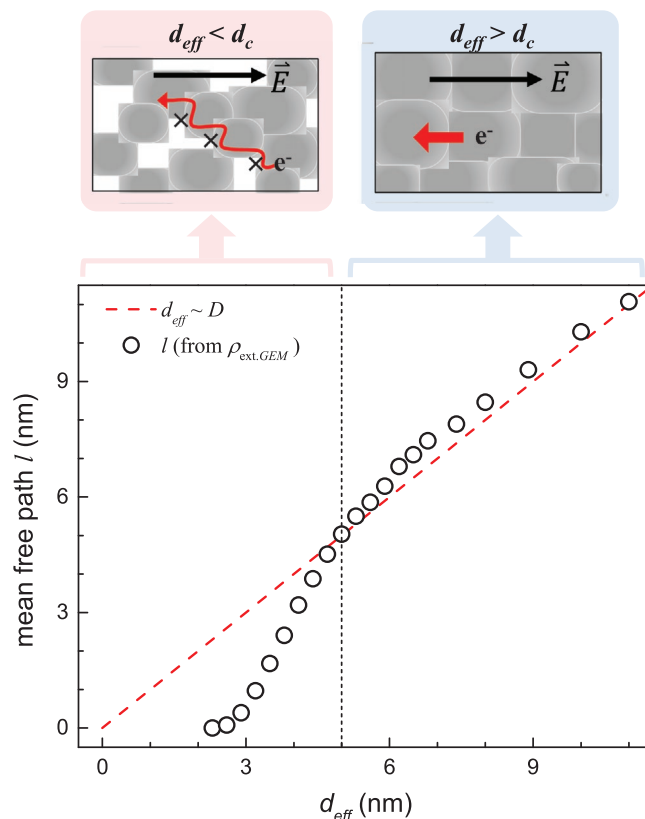 d_eff < d_c
d_eff > d_c
E⃗
E⃗
e-
e-
d_eff ~ D
l (from ρ_ext.GEM)
mean free path l (nm)
9
6
3
0
0 3 6 9
d_eff (nm)